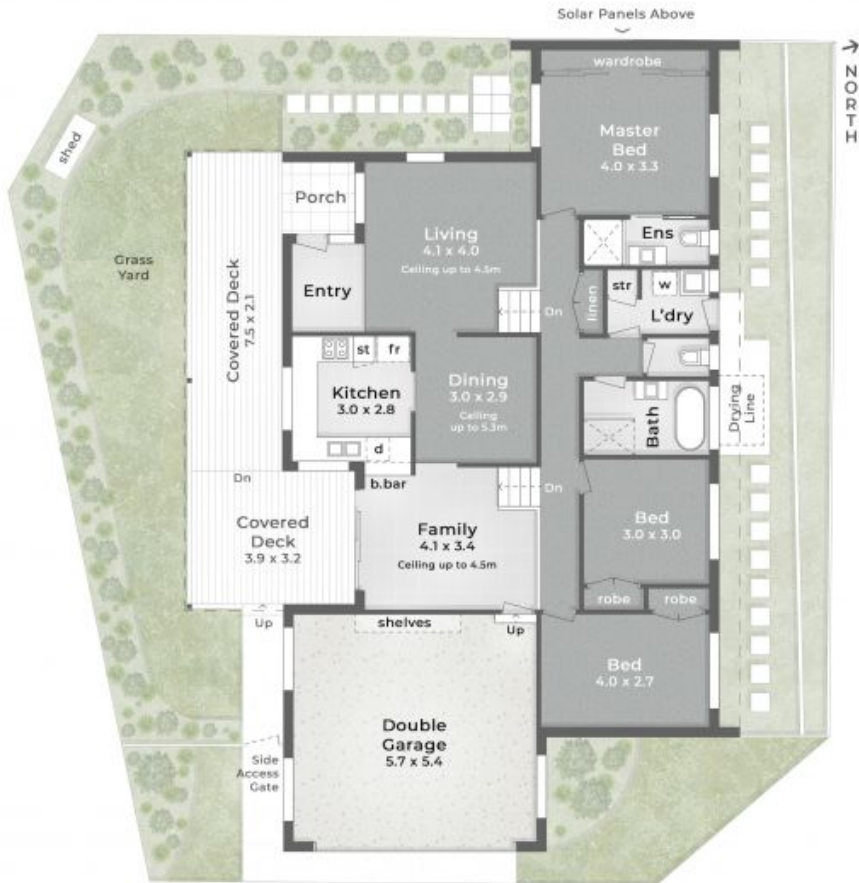 Solar Panels Above
NORTH
wardrobe
Master
Bed
4.0 x 3.3
shed
Porch
Living
4.1 x 4.0
Ceiling up to 4.5m
Ens
Grass
Yard
Entry
Covered Deck
7.5 x 2.1
Dn
linen
str
w
L'dry
st
fr
Kitchen
3.0 x 2.8
Dining
3.0 x 2.9
Ceiling
up to 5.3m
d
Bath
Drying
Line
Dn
b.bar
Dn
Covered
Deck
3.9 x 3.2
Family
4.1 x 3.4
Ceiling up to 4.5m
Bed
3.0 x 3.0
robe
robe
Up
shelves
Up
Bed
4.0 x 2.7
Double
Garage
5.7 x 5.4
Side
Access
Gate